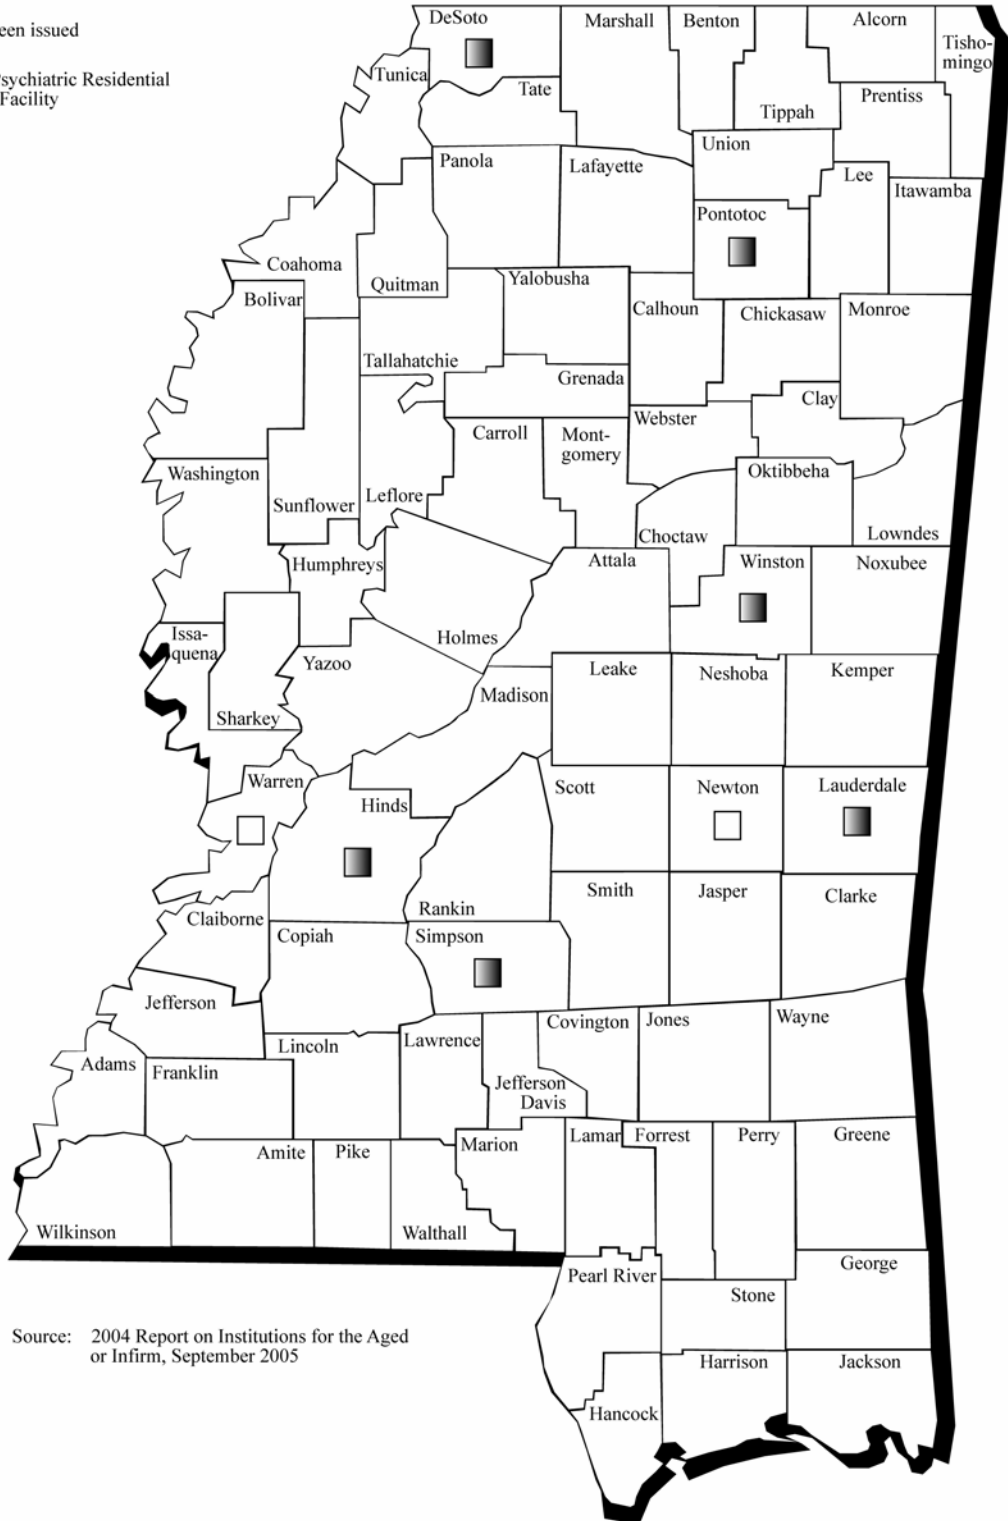 een issued
sychiatric Residential
Facility
DeSoto
Marshall
Benton
Alcorn
Tisho-
mingo
Tunica
Tate
Tippah
Prentiss
Union
Panola
Lafayette
Lee
Itawamba
Pontotoc
Coahoma
Quitman
Yalobusha
Bolivar
Calhoun
Chickasaw
Monroe
Tallahatchie
Grenada
Clay
Webster
Carroll
Mont-
gomery
Washington
Sunflower
Leflore
Oktibbeha
Choctaw
Lowndes
Humphreys
Attala
Winston
Noxubee
Issa-
quena
Holmes
Yazoo
Leake
Neshoba
Kemper
Madison
Sharkey
Warren
Hinds
Scott
Newton
Lauderdale
Rankin
Smith
Jasper
Clarke
Claiborne
Copiah
Simpson
Jefferson
Covington
Jones
Wayne
Lincoln
Lawrence
Adams
Franklin
Jefferson
Davis
Amite
Pike
Marion
Lamar
Forrest
Perry
Greene
Wilkinson
Walthall
George
Pearl River
Stone
Source: 2004 Report on Institutions for the Aged
or Infirm, September 2005
Harrison
Jackson
Hancock